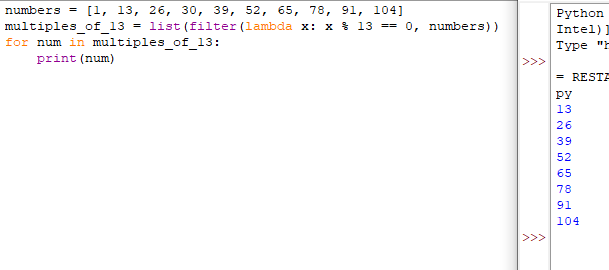 numbers = [1, 13, 26, 30, 39, 52, 65, 78, 91, 104]
multiples_of_13 = list(filter(lambda x: x % 13 == 0, numbers))
for num in multiples_of_13:
    print(num)
Python
Intel)]
Type "h
>>>
= RESTA
py
13
26
39
52
65
78
91
104
>>>